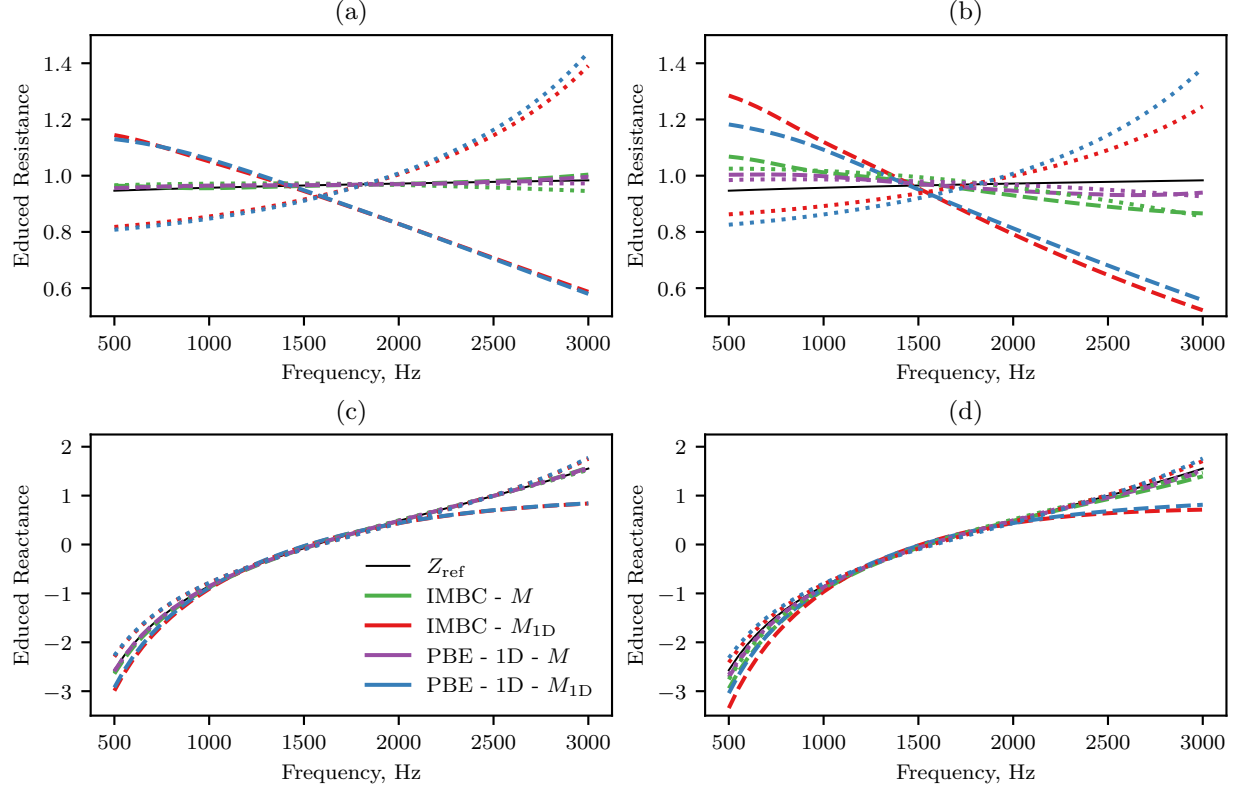 (a)
Educed Resistance
1.4
1.2
1.0
0.8
0.6
500 1000 1500 2000 2500 3000
Frequency, Hz
(b)
Educed Resistance
1.4
1.2
1.0
0.8
0.6
500 1000 1500 2000 2500 3000
Frequency, Hz
(c)
Educed Reactance
2
1
0
−1
−2
−3
Z_ref
IMBC - M
IMBC - M_1D
PBE - 1D - M
PBE - 1D - M_1D
500 1000 1500 2000 2500 3000
Frequency, Hz
(d)
Educed Reactance
2
1
0
−1
−2
−3
500 1000 1500 2000 2500 3000
Frequency, Hz